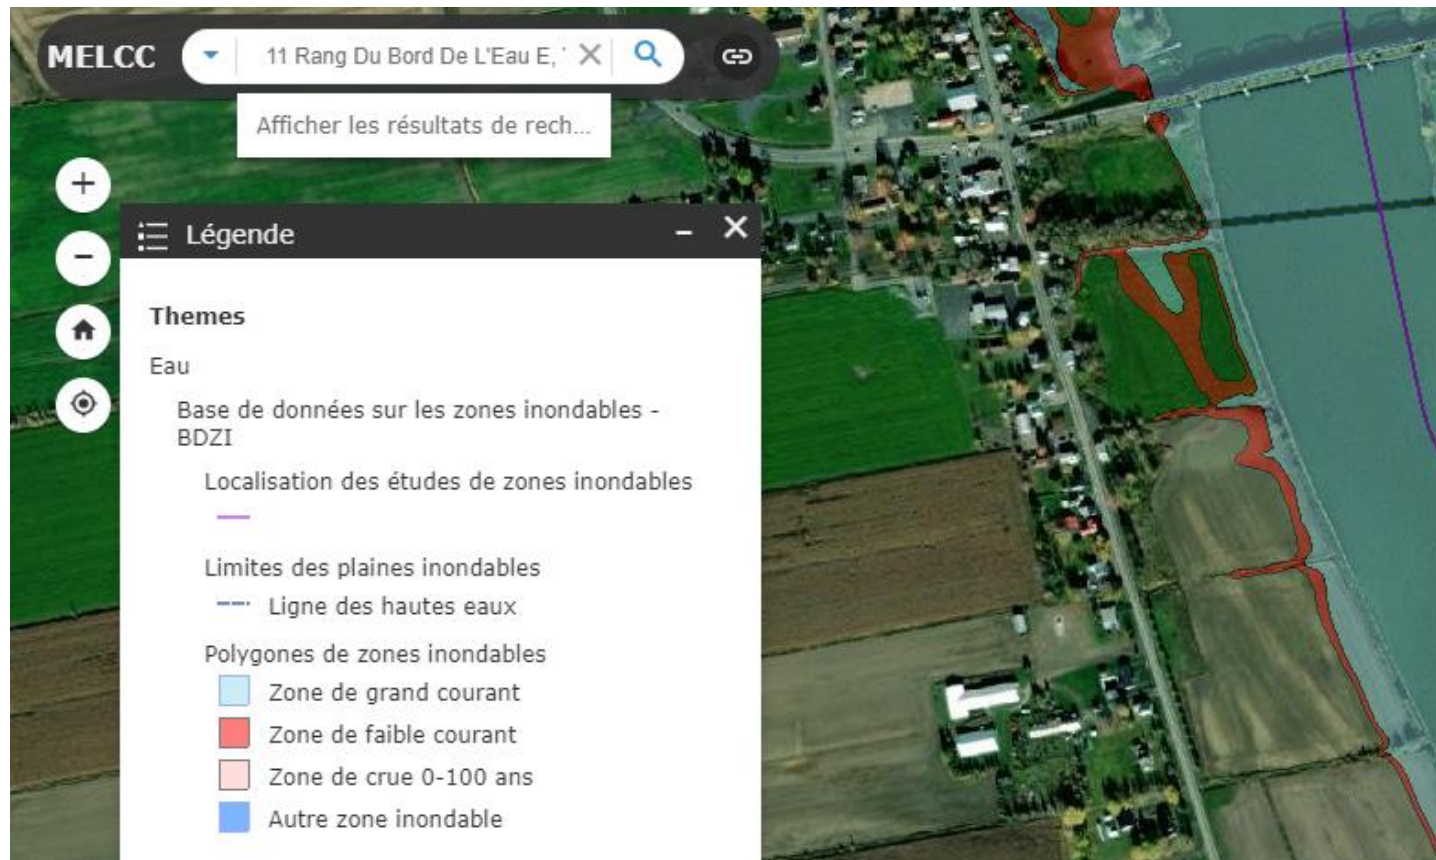 MELCC
11 Rang Du Bord De L'Eau E, '
Afficher les résultats de rech...
Légende
Themes
Eau
Base de données sur les zones inondables -
BDZI
Localisation des études de zones inondables
Limites des plaines inondables
Ligne des hautes eaux
Polygones de zones inondables
Zone de grand courant
Zone de faible courant
Zone de crue 0-100 ans
Autre zone inondable